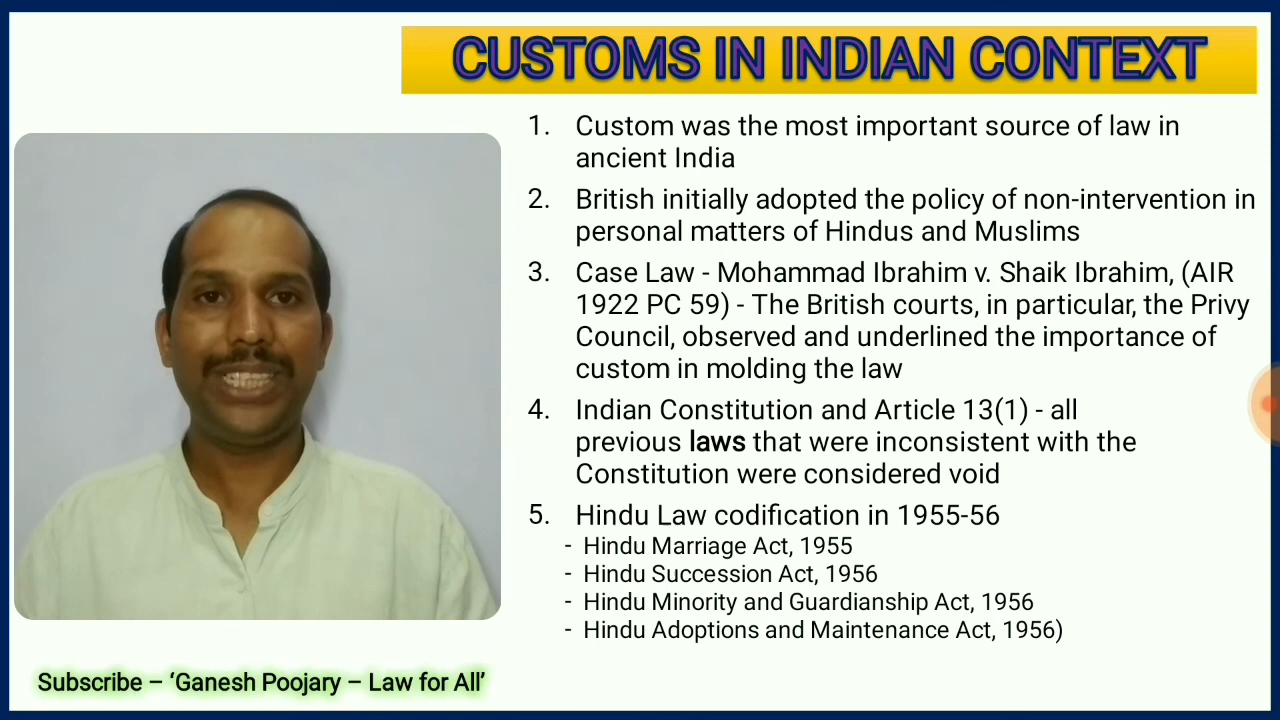 CUSTOMS IN INDIAN CONTEXT
1. Custom was the most important source of law in
ancient India
2. British initially adopted the policy of non-intervention in
personal matters of Hindus and Muslims
3. Case Law - Mohammad Ibrahim v. Shaik Ibrahim, (AIR
1922 PC 59) - The British courts, in particular, the Privy
Council, observed and underlined the importance of
custom in molding the law
4. Indian Constitution and Article 13(1) - all
previous laws that were inconsistent with the
Constitution were considered void
5. Hindu Law codification in 1955-56
- Hindu Marriage Act, 1955
- Hindu Succession Act, 1956
- Hindu Minority and Guardianship Act, 1956
- Hindu Adoptions and Maintenance Act, 1956)
Subscribe – ‘Ganesh Poojary – Law for All’